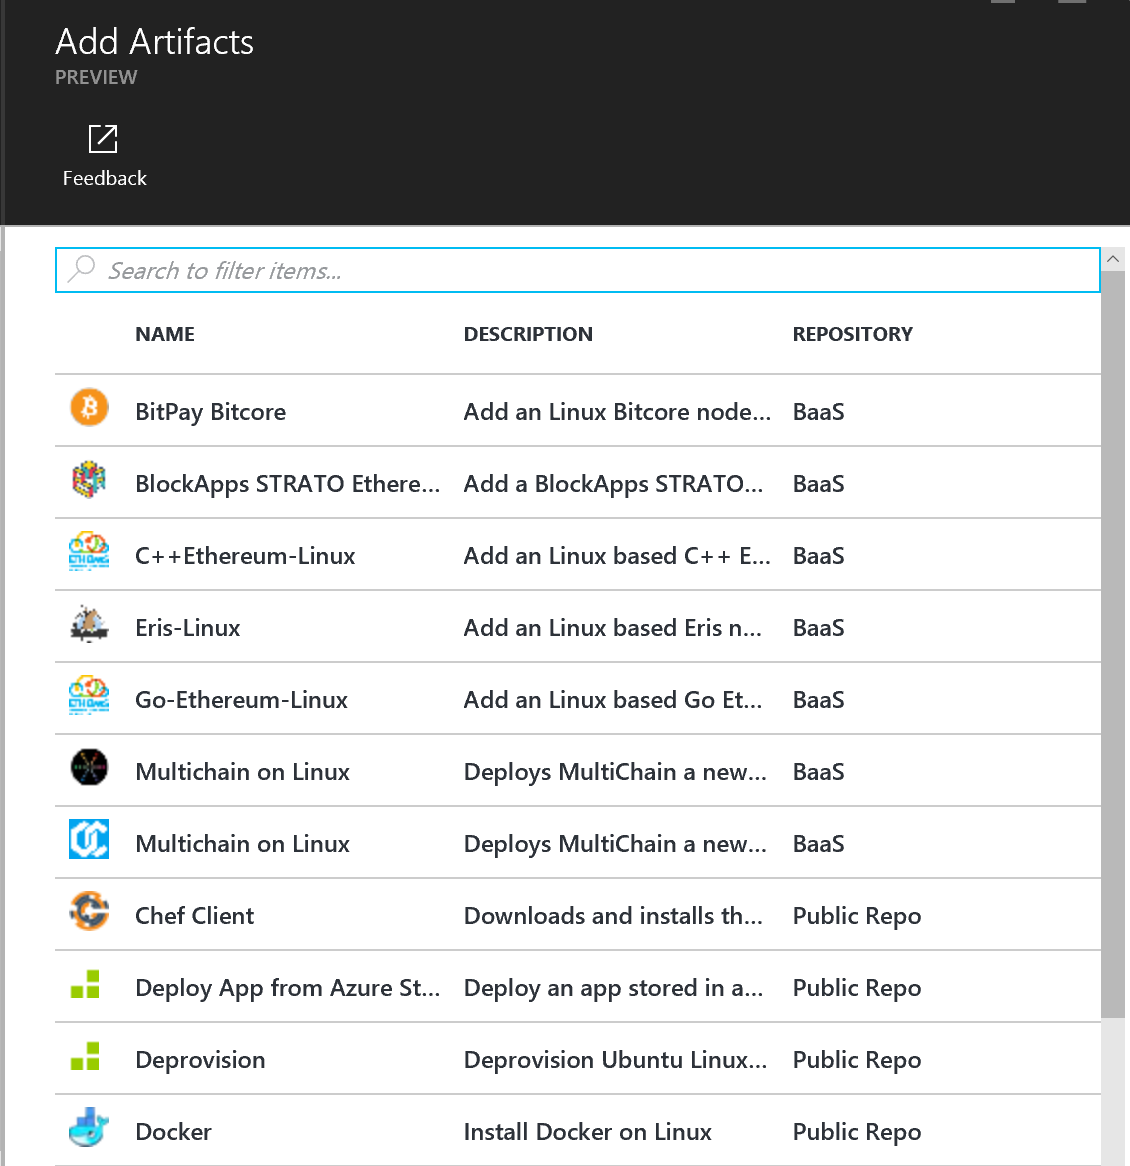 Add Artifacts
PREVIEW
Feedback
Search to filter items...
NAME DESCRIPTION REPOSITORY
BitPay Bitcore Add an Linux Bitcore node... BaaS
BlockApps STRATO Ethere... Add a BlockApps STRATO... BaaS
C++Ethereum-Linux Add an Linux based C++ E... BaaS
Eris-Linux Add an Linux based Eris n... BaaS
Go-Ethereum-Linux Add an Linux based Go Et... BaaS
Multichain on Linux Deploys MultiChain a new... BaaS
Multichain on Linux Deploys MultiChain a new... BaaS
Chef Client Downloads and installs th... Public Repo
Deploy App from Azure St... Deploy an app stored in a... Public Repo
Deprovision Deprovision Ubuntu Linux... Public Repo
Docker Install Docker on Linux Public Repo